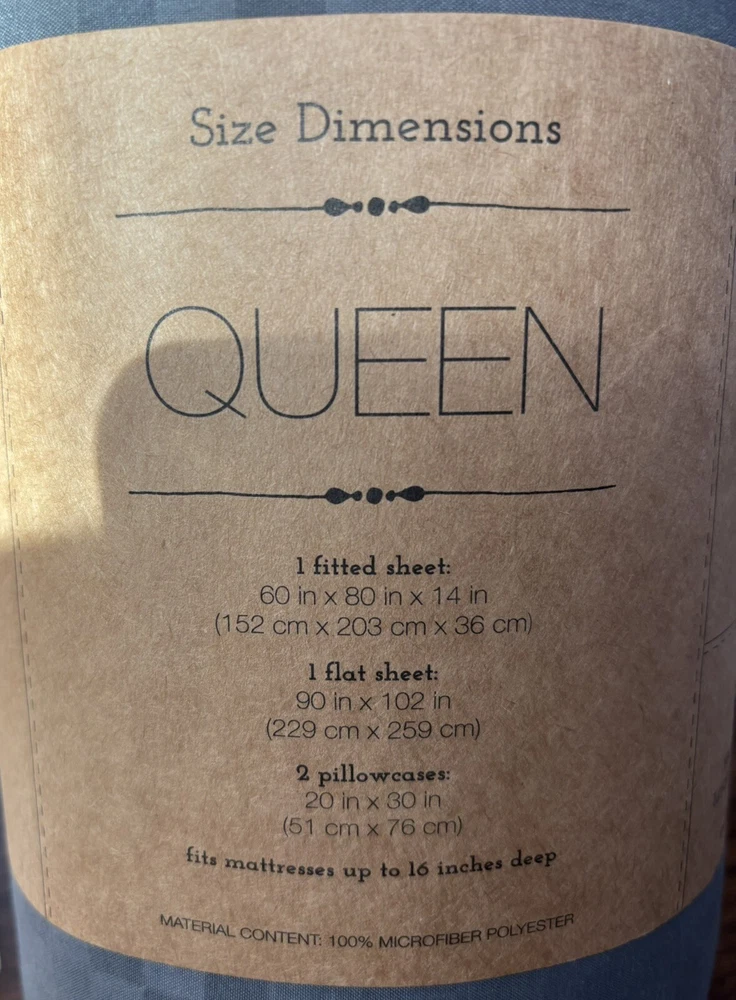 Size Dimensions
QUEEN
1 fitted sheet:
60 in x 80 in x 14 in
(152 cm x 203 cm x 36 cm)
1 flat sheet:
90 in x 102 in
(229 cm x 259 cm)
2 pillowcases:
20 in x 30 in
(51 cm x 76 cm)
fits mattresses up to 16 inches deep
MATERIAL CONTENT: 100% MICROFIBER POLYESTER